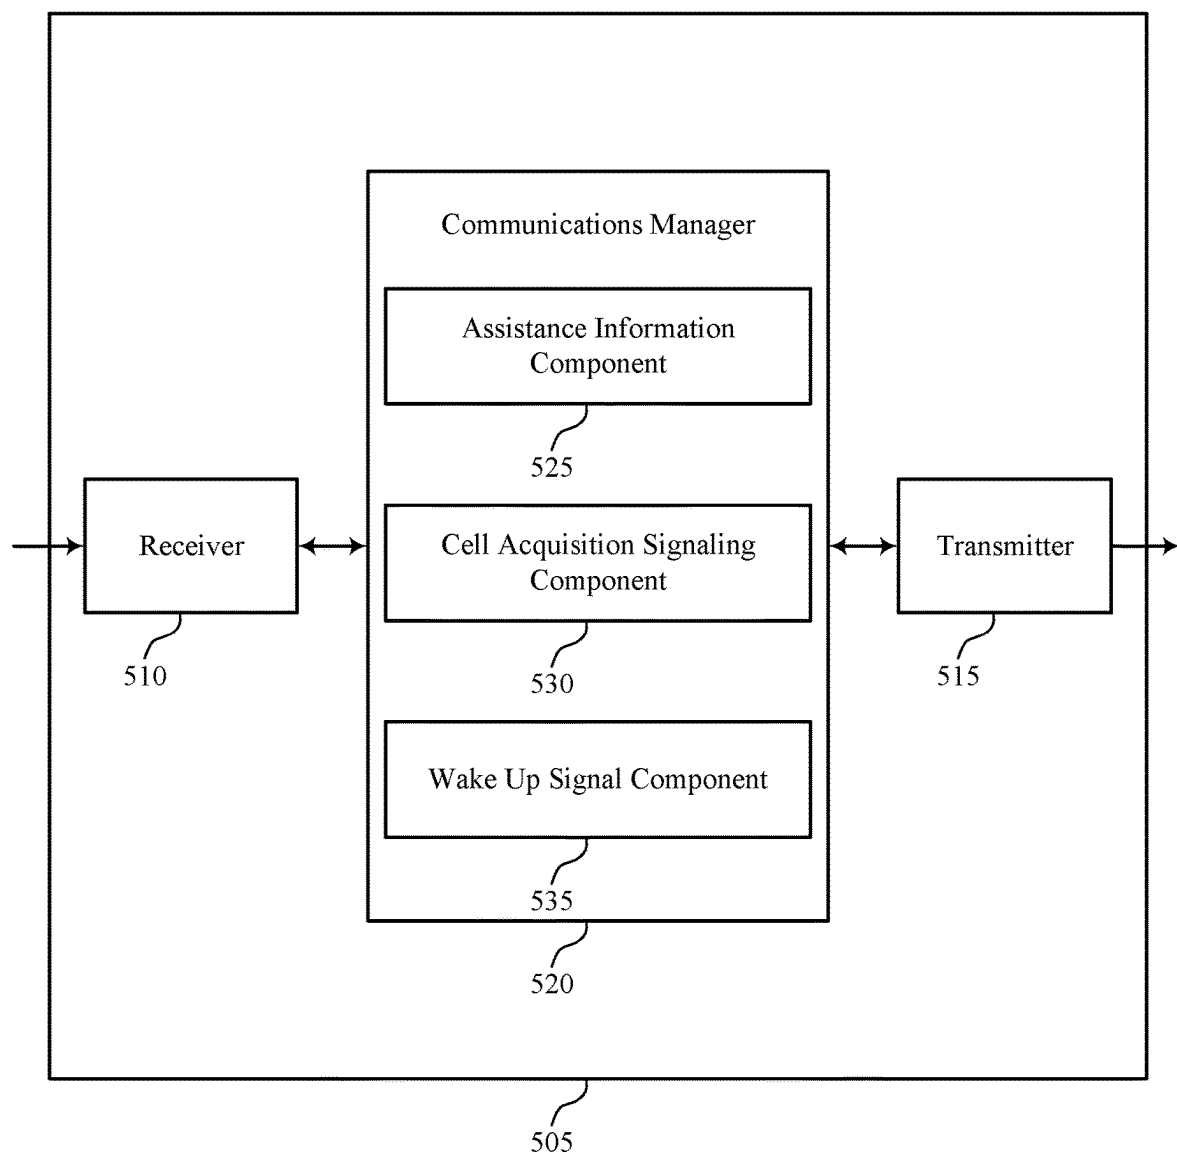 Communications Manager
Assistance Information
Component
525
Receiver
510
Cell Acquisition Signaling
Component
530
Transmitter
515
Wake Up Signal Component
535
520
505